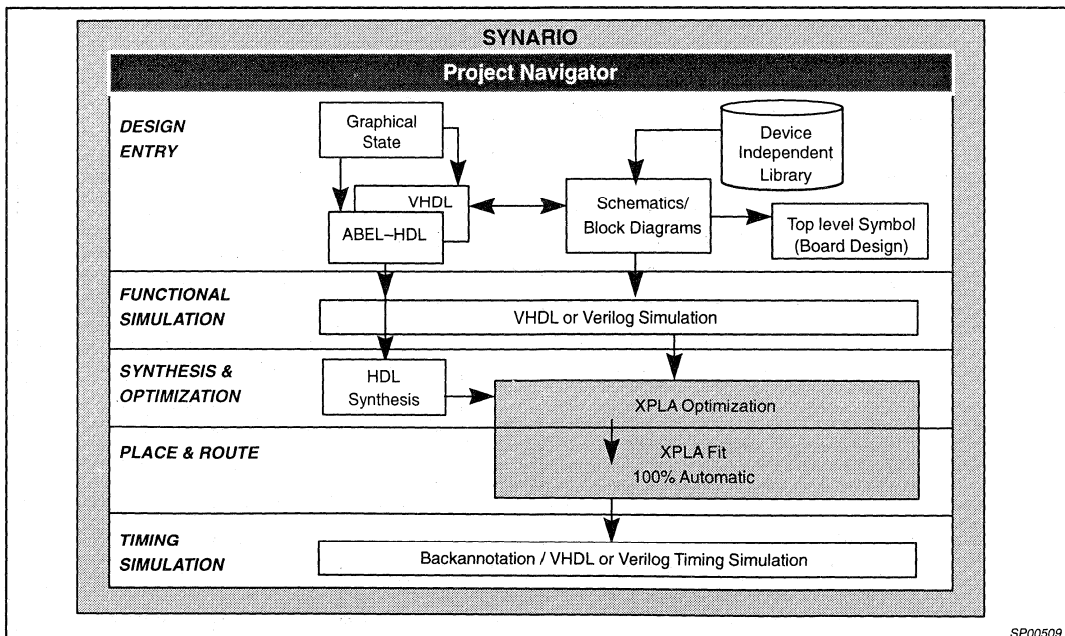 SYNARIO
Project Navigator
DESIGN
ENTRY
Graphical
State
VHDL
ABEL–HDL
Schematics/
Block Diagrams
Device
Independent
Library
Top level Symbol
(Board Design)
FUNCTIONAL
SIMULATION
VHDL or Verilog Simulation
SYNTHESIS &
OPTIMIZATION
HDL
Synthesis
XPLA Optimization
PLACE & ROUTE
XPLA Fit
100% Automatic
TIMING
SIMULATION
Backannotation / VHDL or Verilog Timing Simulation
SP00509